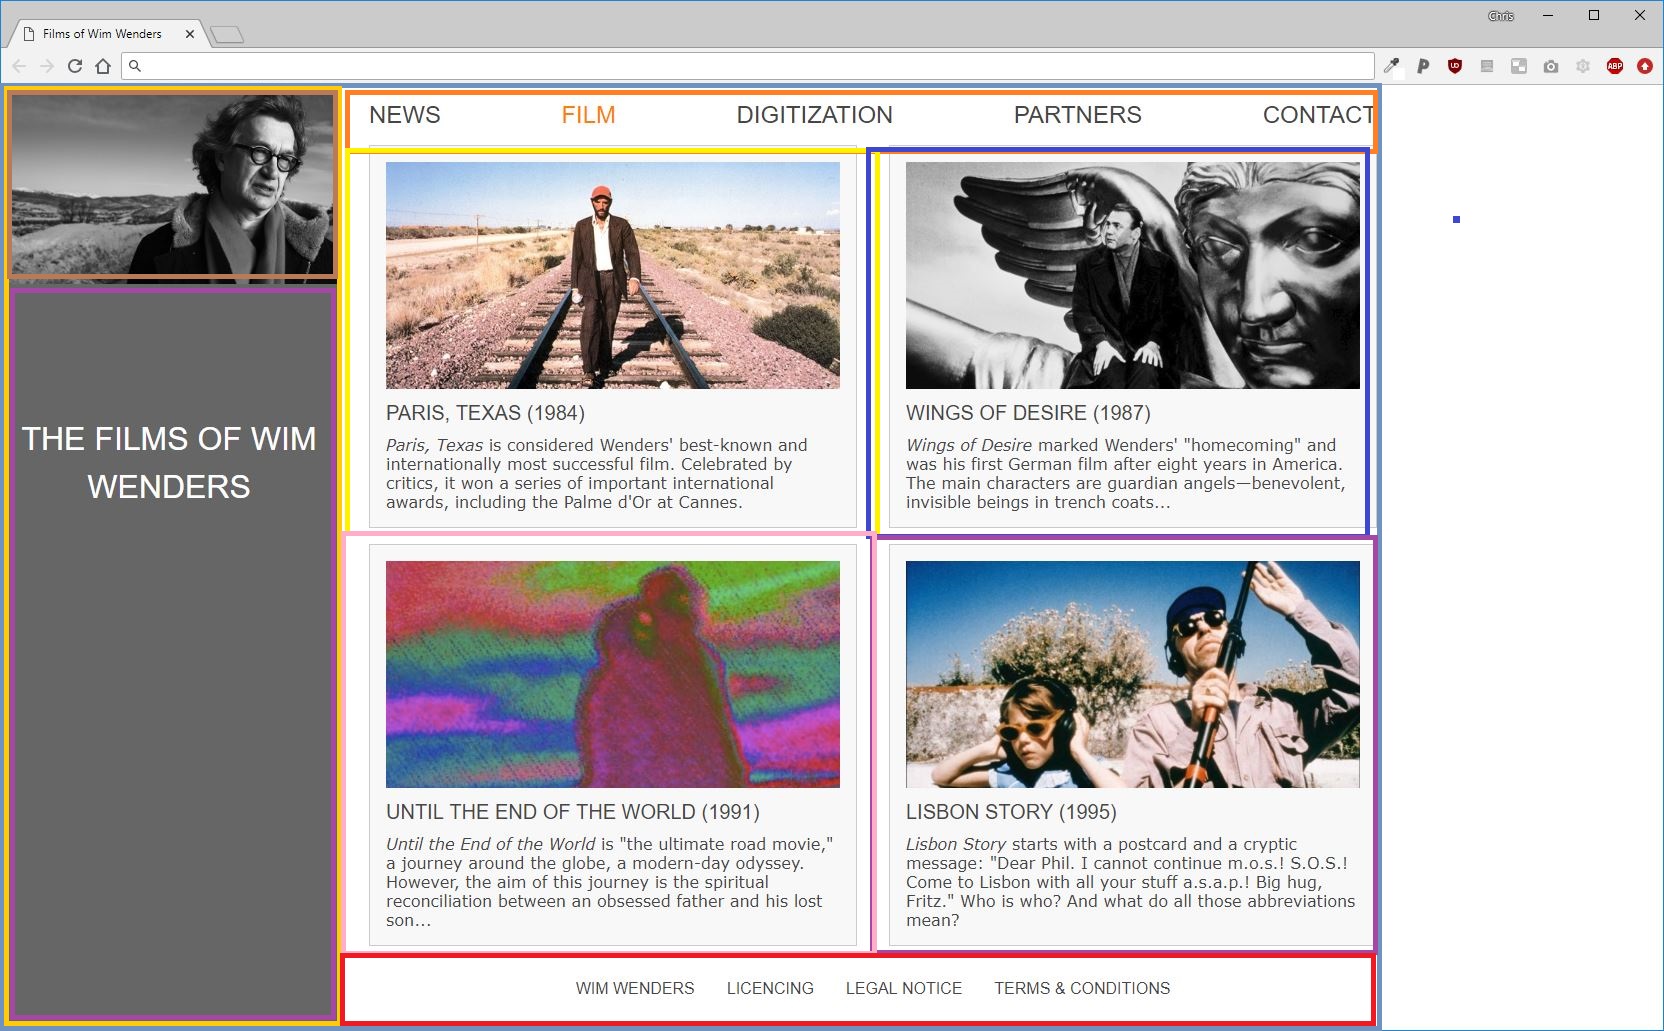 Chris
Films of Wim Wenders
UD
ABP
NEWS FILM DIGITIZATION PARTNERS CONTACT
THE FILMS OF WIM
WENDERS
PARIS, TEXAS (1984)
Paris, Texas is considered Wenders' best-known and
internationally most successful film. Celebrated by
critics, it won a series of important international
awards, including the Palme d'Or at Cannes.
WINGS OF DESIRE (1987)
Wings of Desire marked Wenders' "homecoming" and
was his first German film after eight years in America.
The main characters are guardian angels—benevolent,
invisible beings in trench coats...
UNTIL THE END OF THE WORLD (1991)
Until the End of the World is "the ultimate road movie,"
a journey around the globe, a modern-day odyssey.
However, the aim of this journey is the spiritual
reconciliation between an obsessed father and his lost
son...
LISBON STORY (1995)
Lisbon Story starts with a postcard and a cryptic
message: "Dear Phil. I cannot continue m.o.s.! S.O.S.!
Come to Lisbon with all your stuff a.s.a.p.! Big hug,
Fritz." Who is who? And what do all those abbreviations
mean?
WIM WENDERS LICENCING LEGAL NOTICE TERMS & CONDITIONS